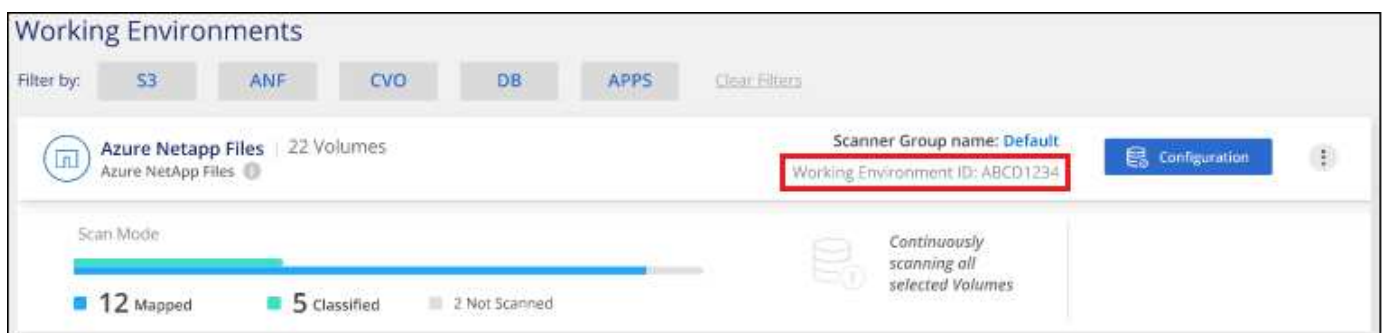 Working Environments
Filter by: S3 ANF CVO DB APPS Clear Filters
Azure Netapp Files | 22 Volumes
Azure NetApp Files
Scanner Group name: Default
Working Environment ID: ABCD1234
Configuration
Scan Mode
12 Mapped 5 Classified 2 Not Scanned
Continuously
scanning all
selected Volumes